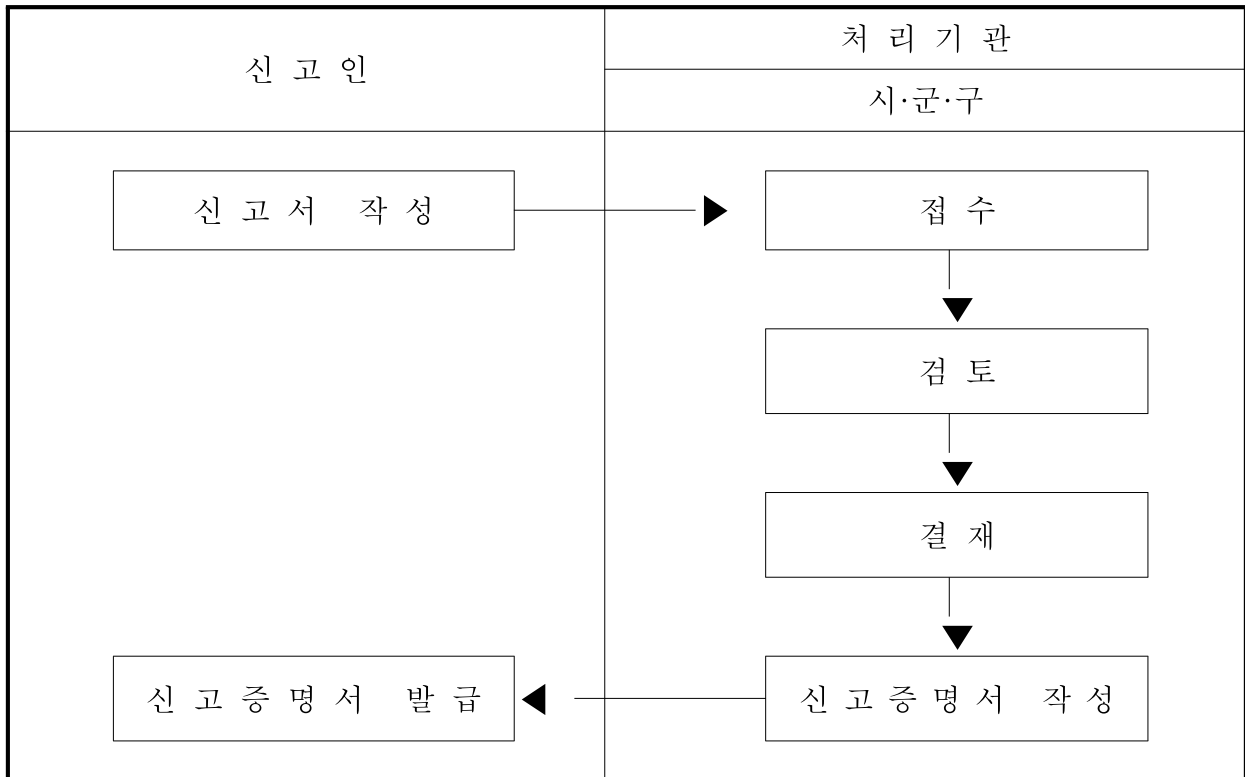 신 고 인
처 리 기 관
시·군·구
신 고 서 작 성
접 수
검 토
결 재
신 고 증 명 서 발 급
신 고 증 명 서 작 성